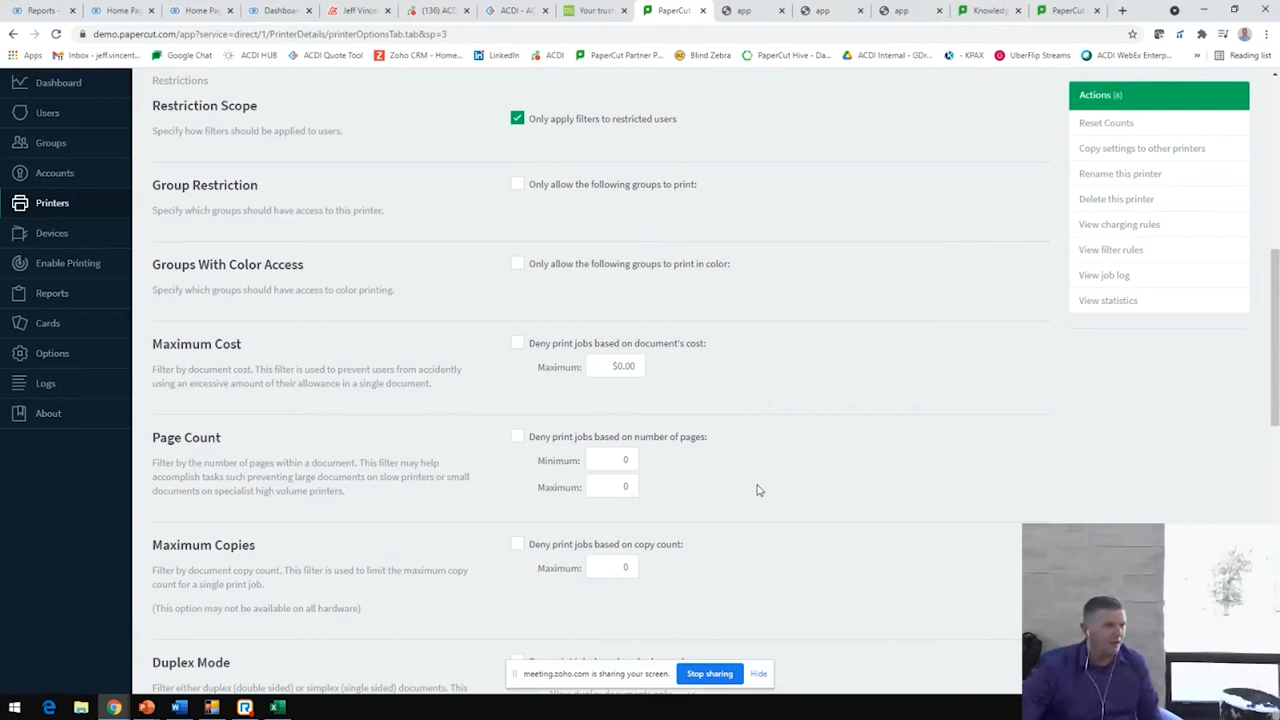 Reports -
Home Pag
Home Pag
Dashboa
Jeff Vince
(136) ACD
ACDI - AC
Your trust
PaperCut
app
app
app
Knowledg
PaperCut
demo.papercut.com/app?service=direct/1/PrinterDetails/printerOptionsTab.tab&sp=3
Apps
Inbox - jeff.vincent...
Google Chat
ACDI HUB
ACDI Quote Tool
Zoho CRM - Home...
LinkedIn
ACDI
PaperCut Partner P...
Blind Zebra
PaperCut Hive - Da...
ACDI Internal - GDr...
- KPAX
UberFlip Streams
ACDI WebEx Enterp...
»
Reading list
Dashboard
Users
Groups
Accounts
Printers
Devices
Enable Printing
Reports
Cards
Options
Logs
About
Restrictions
Restriction Scope
Specify how filters should be applied to users.
Only apply filters to restricted users
Group Restriction
Specify which groups should have access to this printer.
Only allow the following groups to print:
Groups With Color Access
Specify which groups should have access to color printing.
Only allow the following groups to print in color:
Maximum Cost
Filter by document cost. This filter is used to prevent users from accidently
using an excessive amount of their allowance in a single document.
Deny print jobs based on document's cost:
Maximum: $0.00
Page Count
Filter by the number of pages within a document. This filter may help
accomplish tasks such preventing large documents on slow printers or small
documents on specialist high volume printers.
Deny print jobs based on number of pages:
Minimum: 0
Maximum: 0
Maximum Copies
Filter by document copy count. This filter is used to limit the maximum copy
count for a single print job.
(This option may not be available on all hardware)
Deny print jobs based on copy count:
Maximum: 0
Duplex Mode
Filter either duplex (double sided) or simplex (single sided) documents. This
Actions (8)
Reset Counts
Copy settings to other printers
Rename this printer
Delete this printer
View charging rules
View filter rules
View job log
View statistics
meeting.zoho.com is sharing your screen.
Stop sharing
Hide